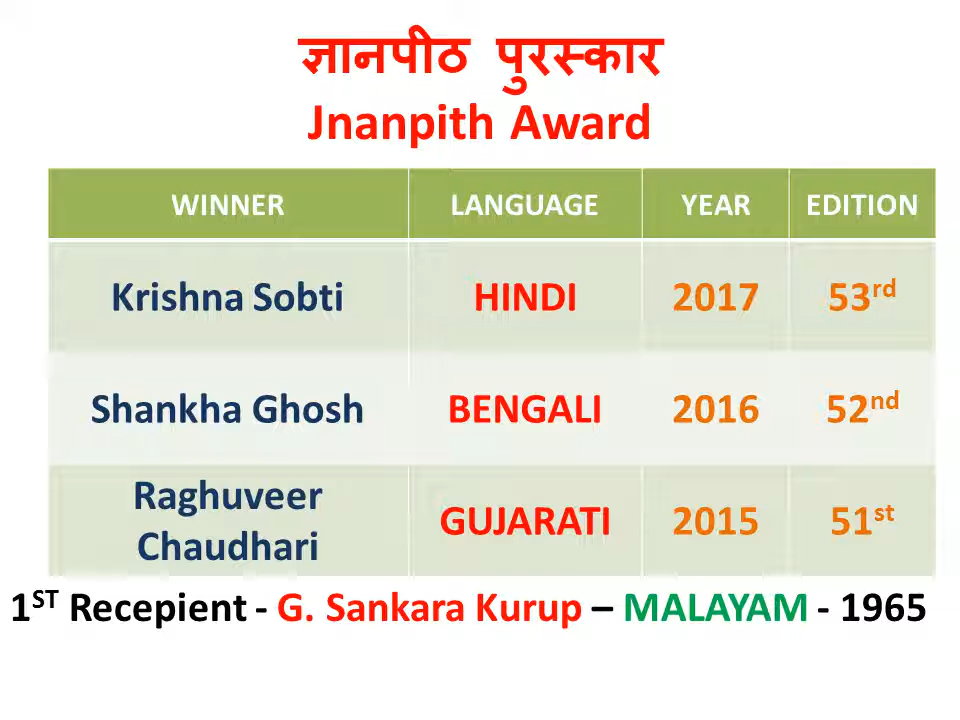 ज्ञानपीठ पुरस्कार
Jnanpith Award
WINNER LANGUAGE YEAR EDITION
Krishna Sobti HINDI 2017 53rd
Shankha Ghosh BENGALI 2016 52nd
Raghuveer
Chaudhari GUJARATI 2015 51st
1ST Recepient - G. Sankara Kurup – MALAYAM - 1965